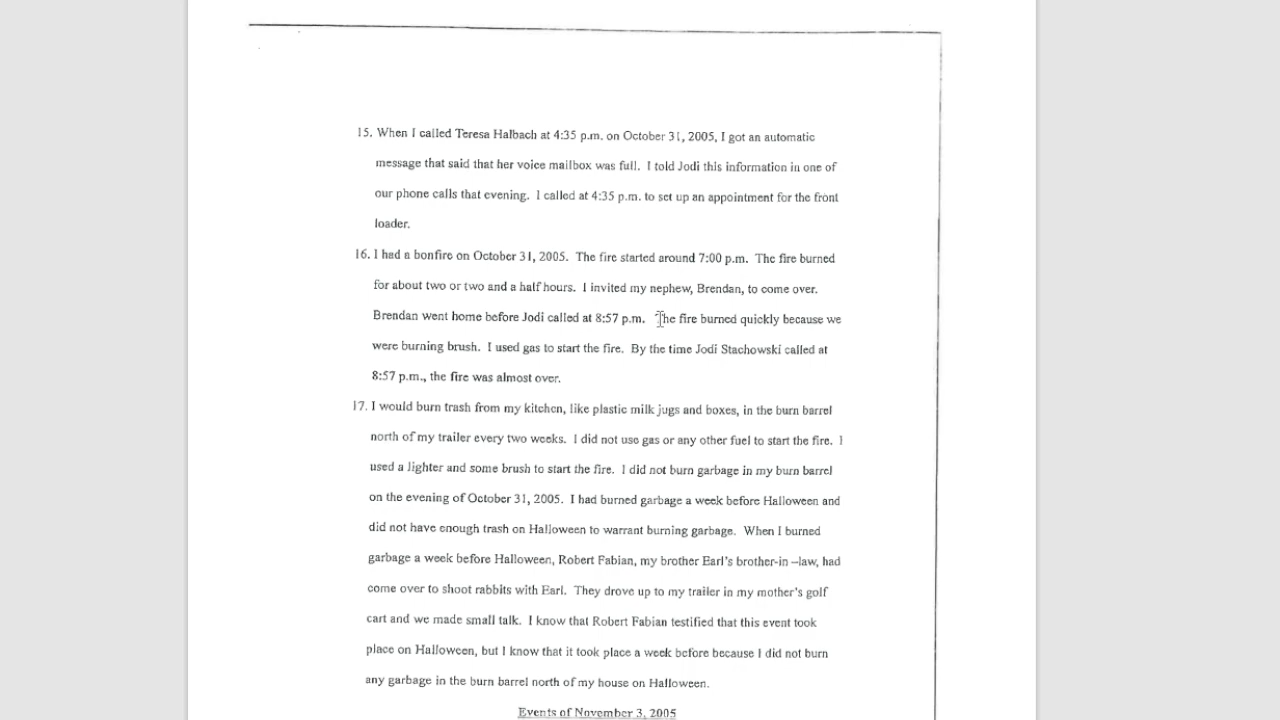 15. When I called Teresa Halbach at 4:35 p.m. on October 31, 2005, I got an automatic
message that said that her voice mailbox was full. I told Jodi this information in one of
our phone calls that evening. I called at 4:35 p.m. to set up an appointment for the front
loader.
16. I had a bonfire on October 31, 2005. The fire started around 7:00 p.m. The fire burned
for about two or two and a half hours. I invited my nephew, Brendan, to come over.
Brendan went home before Jodi called at 8:57 p.m. The fire burned quickly because we
were burning brush. I used gas to start the fire. By the time Jodi Stachowski called at
8:57 p.m., the fire was almost over.
17. I would burn trash from my kitchen, like plastic milk jugs and boxes, in the burn barrel
north of my trailer every two weeks. I did not use gas or any other fuel to start the fire. I
used a lighter and some brush to start the fire. I did not burn garbage in my burn barrel
on the evening of October 31, 2005. I had burned garbage a week before Halloween and
did not have enough trash on Halloween to warrant burning garbage. When I burned
garbage a week before Halloween, Robert Fabian, my brother Earl's brother-in –law, had
come over to shoot rabbits with Earl. They drove up to my trailer in my mother's golf
cart and we made small talk. I know that Robert Fabian testified that this event took
place on Halloween, but I know that it took place a week before because I did not burn
any garbage in the burn barrel north of my house on Halloween.
Events of November 3, 2005